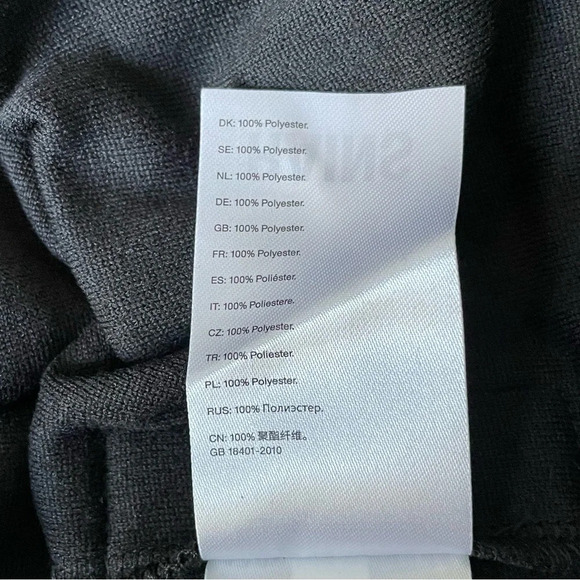 DK: 100% Polyester.
SE: 100% Polyester.
NL: 100% Polyester.
DE: 100% Polyester.
GB: 100% Polyester.
FR: 100% Polyester.
ES: 100% Poliéster.
IT: 100% Poliestere.
CZ: 100% Polyester.
TR: 100% Poliester.
PL: 100% Polyester.
RUS: 100% Полиэстер.
CN: 100% 聚酯纤维。
GB 18401-2010